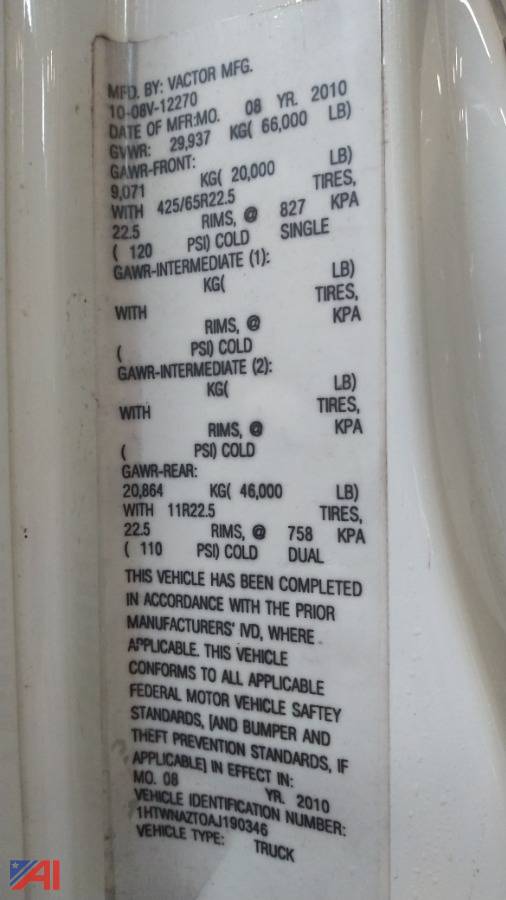 MFD. BY: VACTOR MFG.
10-08V-12270
DATE OF MFR:MO. 08 YR. 2010
GVWR: 29,937 KG( 66,000 LB)
GAWR-FRONT:
9,071 KG( 20,000 LB)
WITH 425/65R22.5 TIRES,
22.5 RIMS, @ 827 KPA
( 120 PSI) COLD SINGLE
GAWR-INTERMEDIATE (1):
KG( LB)
WITH TIRES,
RIMS, @ KPA
( PSI) COLD
GAWR-INTERMEDIATE (2):
KG( LB)
WITH TIRES,
RIMS, @ KPA
( PSI) COLD
GAWR-REAR:
20,864 KG( 46,000 LB)
WITH 11R22.5 TIRES,
22.5 RIMS, @ 758 KPA
( 110 PSI) COLD DUAL
THIS VEHICLE HAS BEEN COMPLETED
IN ACCORDANCE WITH THE PRIOR
MANUFACTURERS' IVD, WHERE
APPLICABLE. THIS VEHICLE
CONFORMS TO ALL APPLICABLE
FEDERAL MOTOR VEHICLE SAFTEY
STANDARDS, [AND BUMPER AND
THEFT PREVENTION STANDARDS, IF
APPLICABLE] IN EFFECT IN:
MO. 08 YR. 2010
VEHICLE IDENTIFICATION NUMBER:
1HTWNAZT0AJ190346
VEHICLE TYPE: TRUCK
AI